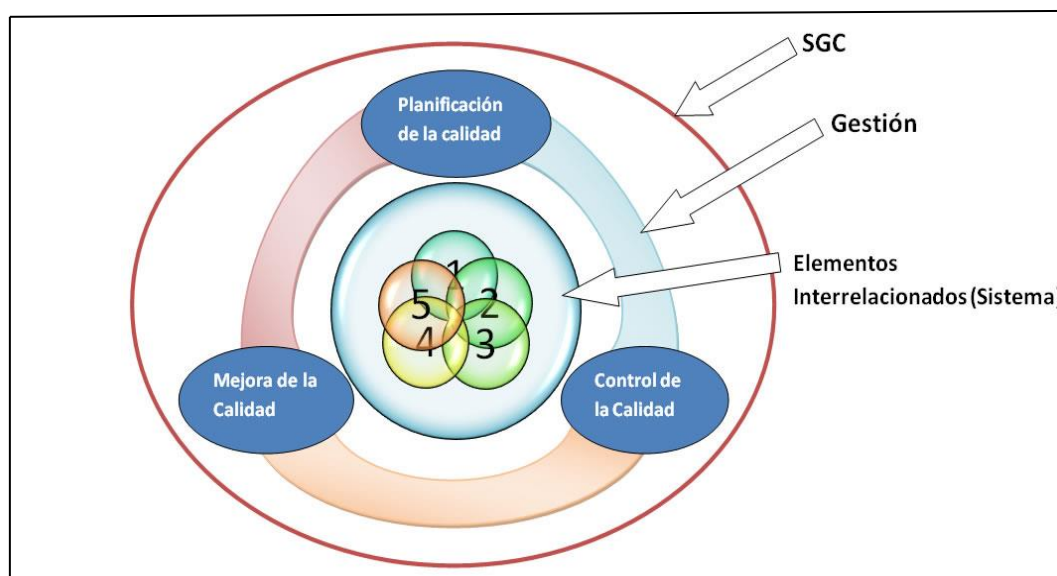 SGC
Planificación
de la calidad
Gestión
Elementos
Interrelacionados (Sistema)
1
5
2
4
3
Mejora de la
Calidad
Control de
la Calidad